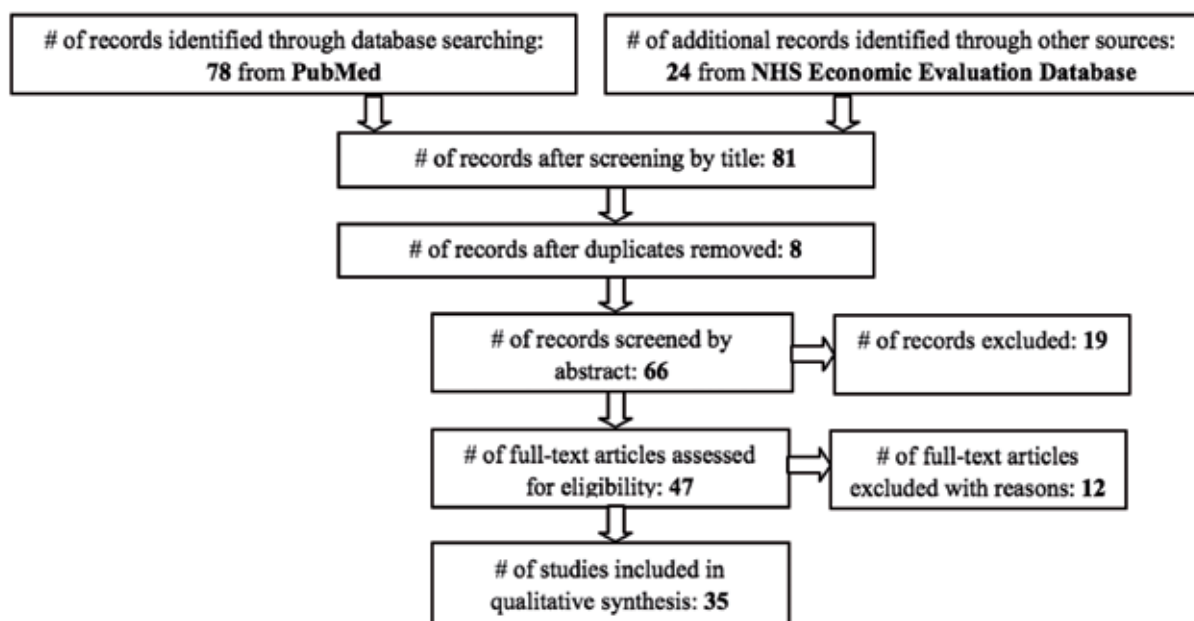 # of records identified through database searching:
78 from PubMed
# of additional records identified through other sources:
24 from NHS Economic Evaluation Database
# of records after screening by title: 81
# of records after duplicates removed: 8
# of records screened by
abstract: 66
# of records excluded: 19
# of full-text articles assessed
for eligibility: 47
# of full-text articles
excluded with reasons: 12
# of studies included in
qualitative synthesis: 35